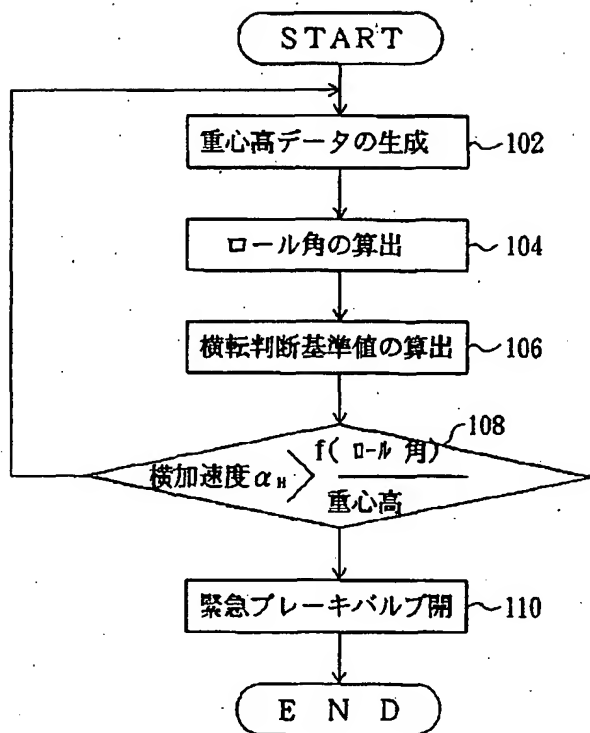 START
重心高データの生成 102
ロール角の算出 104
横転判断基準値の算出 106
108
横加速度αH > f( ロール 角)
重心高
緊急ブレーキバルブ開 110
E N D